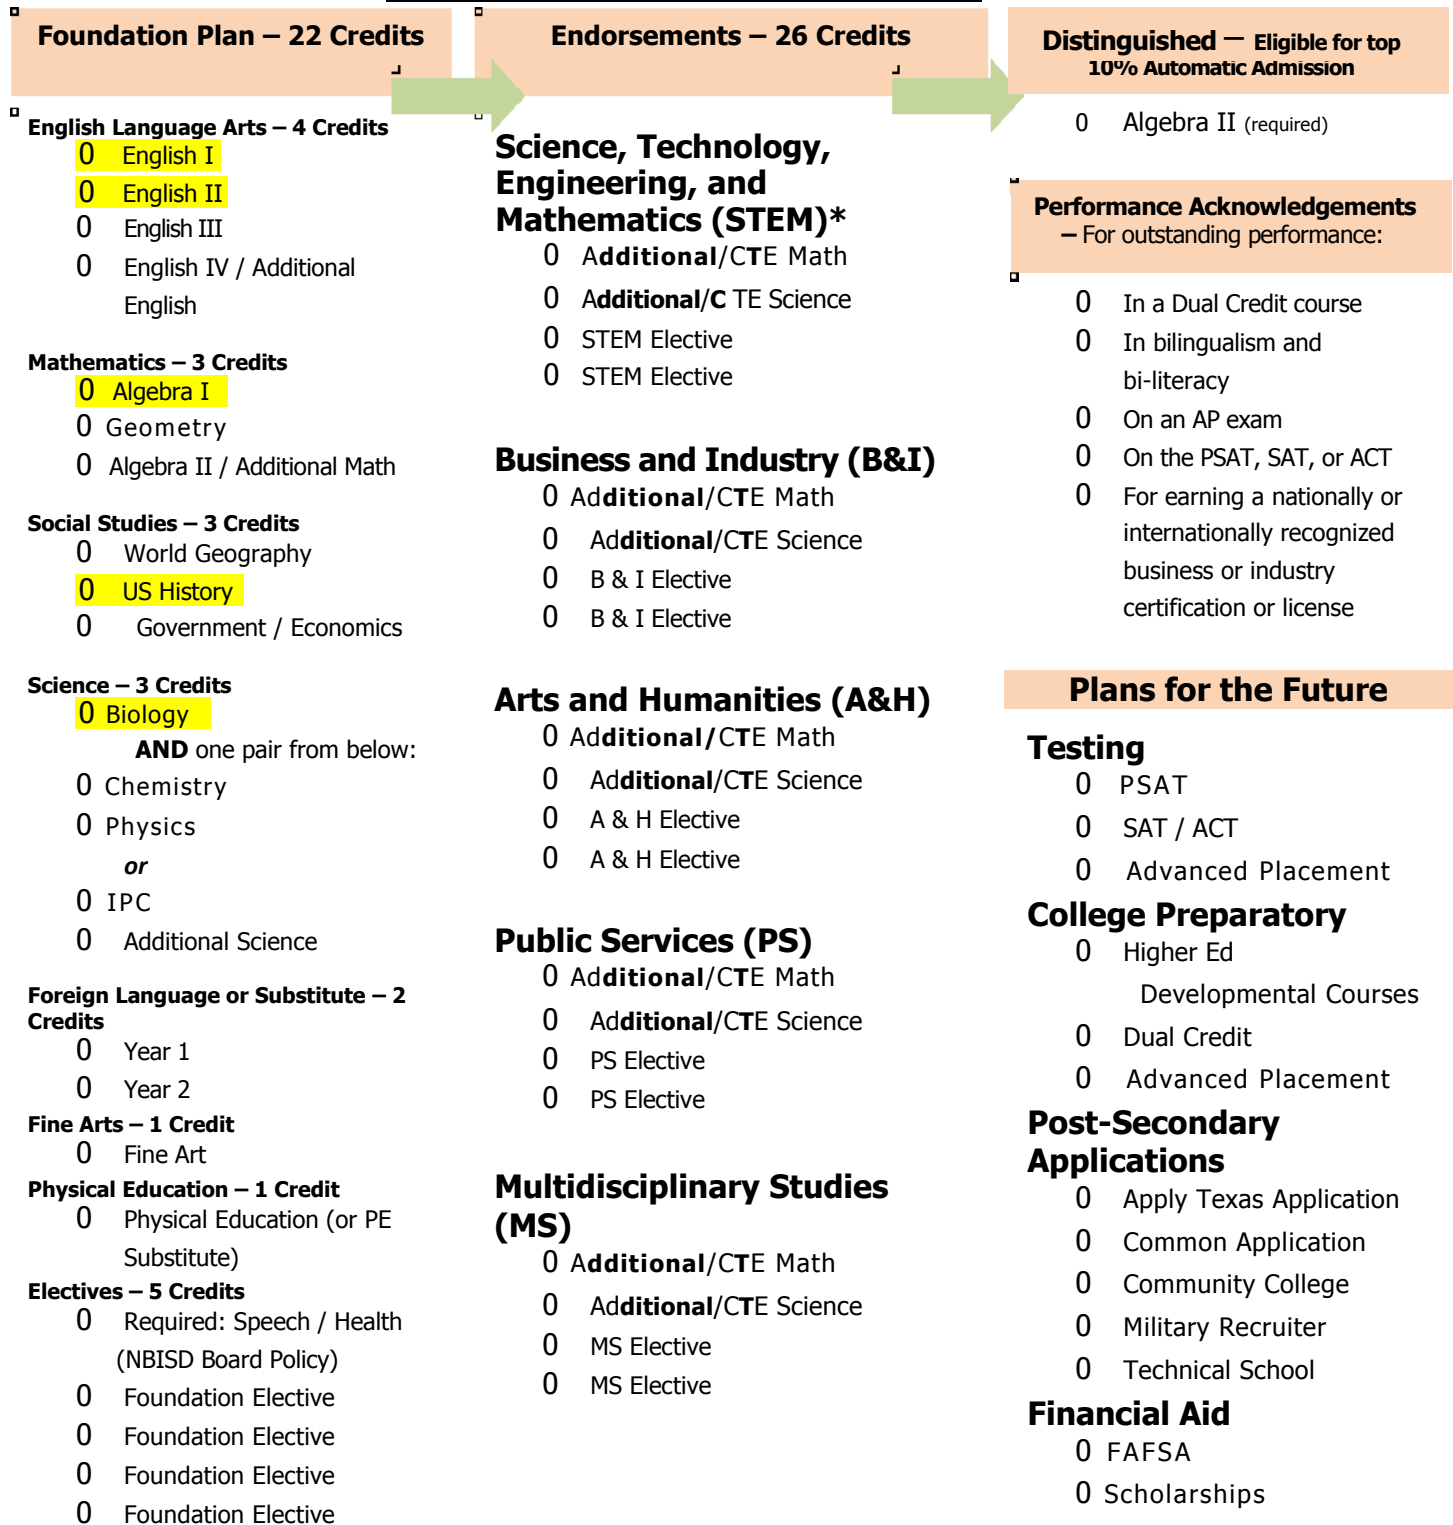 Foundation Plan – 22 Credits
English Language Arts – 4 Credits
0 English I
0 English II
0 English III
0 English IV / Additional
English
Mathematics – 3 Credits
0 Algebra I
0 Geometry
0 Algebra II / Additional Math
Social Studies – 3 Credits
0 World Geography
0 US History
0 Government / Economics
Science – 3 Credits
0 Biology
AND one pair from below:
0 Chemistry
0 Physics
or
0 IPC
0 Additional Science
Foreign Language or Substitute – 2
Credits
0 Year 1
0 Year 2
Fine Arts – 1 Credit
0 Fine Art
Physical Education – 1 Credit
0 Physical Education (or PE
Substitute)
Electives – 5 Credits
0 Required: Speech / Health
(NBISD Board Policy)
0 Foundation Elective
0 Foundation Elective
0 Foundation Elective
0 Foundation Elective
Endorsements – 26 Credits
Science, Technology,
Engineering, and
Mathematics (STEM)*
0 Additional/CTE Math
0 Additional/C TE Science
0 STEM Elective
0 STEM Elective
Business and Industry (B&I)
0 Additional/CTE Math
0 Additional/CTE Science
0 B & I Elective
0 B & I Elective
Arts and Humanities (A&H)
0 Additional/CTE Math
0 Additional/CTE Science
0 A & H Elective
0 A & H Elective
Public Services (PS)
0 Additional/CTE Math
0 Additional/CTE Science
0 PS Elective
0 PS Elective
Multidisciplinary Studies
(MS)
0 Additional/CTE Math
0 Additional/CTE Science
0 MS Elective
0 MS Elective
Distinguished — Eligible for top
10% Automatic Admission
0 Algebra II (required)
Performance Acknowledgements
– For outstanding performance:
0 In a Dual Credit course
0 In bilingualism and
bi-literacy
0 On an AP exam
0 On the PSAT, SAT, or ACT
0 For earning a nationally or
internationally recognized
business or industry
certification or license
Plans for the Future
Testing
0 PSAT
0 SAT / ACT
0 Advanced Placement
College Preparatory
0 Higher Ed
Developmental Courses
0 Dual Credit
0 Advanced Placement
Post-Secondary
Applications
0 Apply Texas Application
0 Common Application
0 Community College
0 Military Recruiter
0 Technical School
Financial Aid
0 FAFSA
0 Scholarships